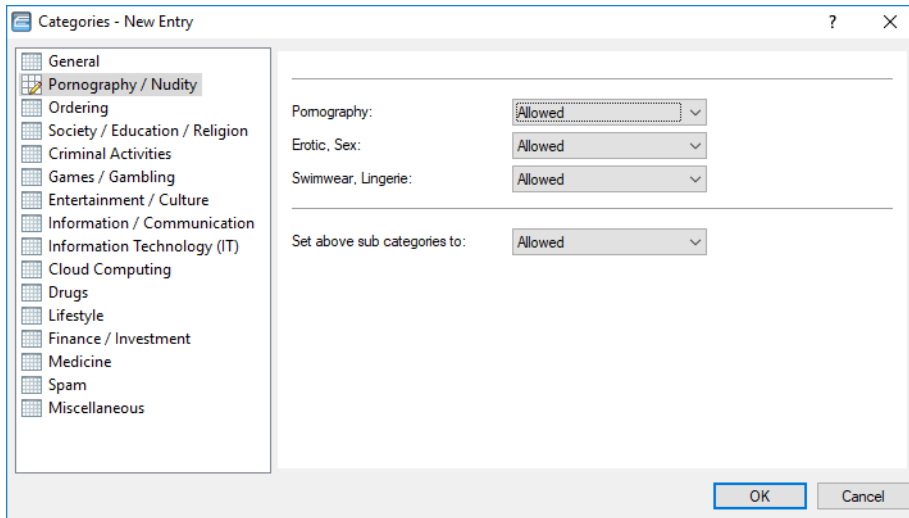 Categories - New Entry
?
General
Pornography / Nudity
Ordering
Society / Education / Religion
Criminal Activities
Games / Gambling
Entertainment / Culture
Information / Communication
Information Technology (IT)
Cloud Computing
Drugs
Lifestyle
Finance / Investment
Medicine
Spam
Miscellaneous
Pornography: Allowed
Erotic, Sex: Allowed
Swimwear, Lingerie: Allowed
Set above sub categories to: Allowed
OK Cancel